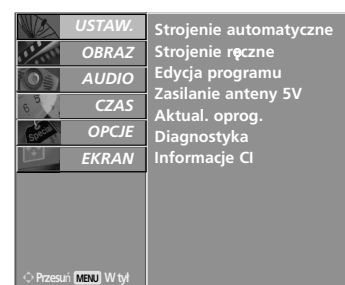 USTAW.
OBRAZ
AUDIO
CZAS
OPCJE
EKRAN
Strojenie automatyczne
Strojenie ręczne
Edycja programu
Zasilanie anteny 5V
Aktual. oprog.
Diagnostyka
Informacje CI
Przesuń MENU W tył